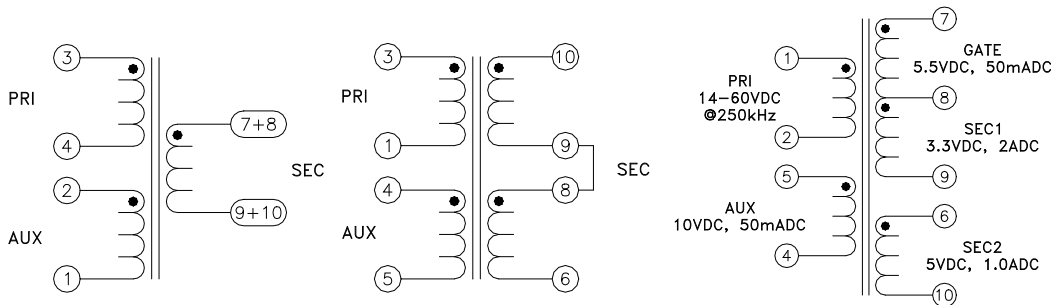 3
PRI
4
2
AUX
1
7+8
SEC
9+10
3
PRI
1
4
AUX
5
10
9
SEC
8
6
1
PRI
14-60VDC
@250kHz
2
5
AUX
10VDC, 50mADC
4
7
GATE
5.5VDC, 50mADC
8
SEC1
3.3VDC, 2ADC
9
6
SEC2
5VDC, 1.0ADC
10